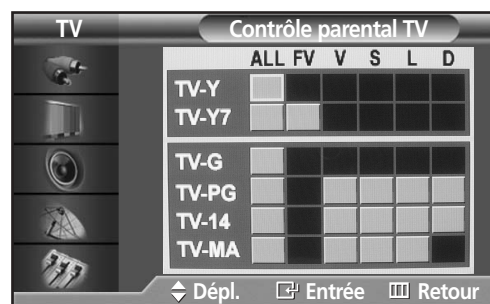 TV Contrôle parental TV
ALL FV V S L D
TV-Y
TV-Y7
TV-G
TV-PG
TV-14
TV-MA
Dépl. Entrée Retour